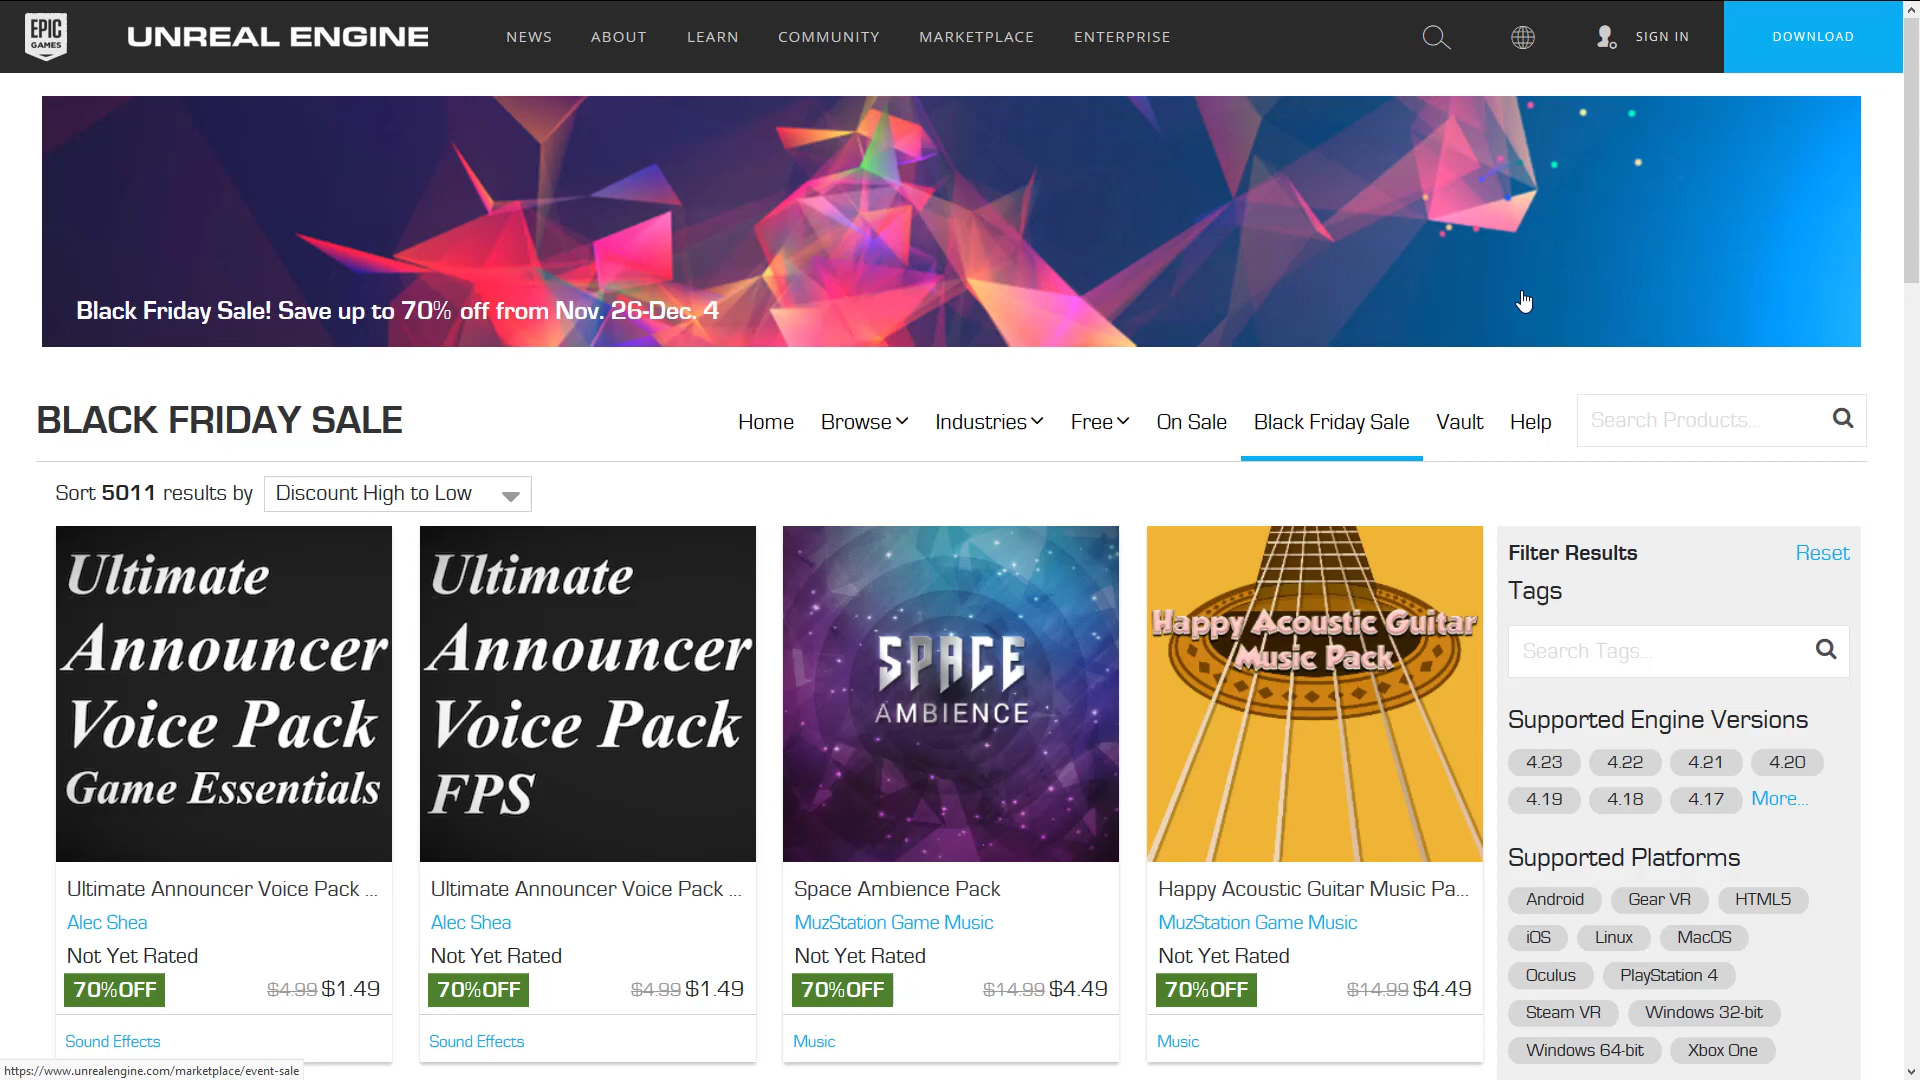 EPIC GAMES
UNREAL ENGINE
NEWS ABOUT LEARN COMMUNITY MARKETPLACE ENTERPRISE SIGN IN DOWNLOAD
Black Friday Sale! Save up to 70% off from Nov. 26-Dec. 4
BLACK FRIDAY SALE
Home Browse Industries Free On Sale Black Friday Sale Vault Help Search Products...
Sort 5011 results by Discount High to Low
Ultimate
Announcer
Voice Pack
Game Essentials
Ultimate Announcer Voice Pack ...
Alec Shea
Not Yet Rated
70%OFF $4.99 $1.49
Sound Effects
Ultimate
Announcer
Voice Pack
FPS
Ultimate Announcer Voice Pack ...
Alec Shea
Not Yet Rated
70%OFF $4.99 $1.49
Sound Effects
SPACE
AMBIENCE
Space Ambience Pack
MuzStation Game Music
Not Yet Rated
70%OFF $14.99 $4.49
Music
Happy Acoustic Guitar
Music Pack
Happy Acoustic Guitar Music Pa...
MuzStation Game Music
Not Yet Rated
70%OFF $14.99 $4.49
Music
Filter Results Reset
Tags
Search Tags...
Supported Engine Versions
4.23 4.22 4.21 4.20
4.19 4.18 4.17 More...
Supported Platforms
Android Gear VR HTML5
iOS Linux MacOS
Oculus PlayStation 4
Steam VR Windows 32-bit
Windows 64-bit Xbox One
https://www.unrealengine.com/marketplace/event-sale